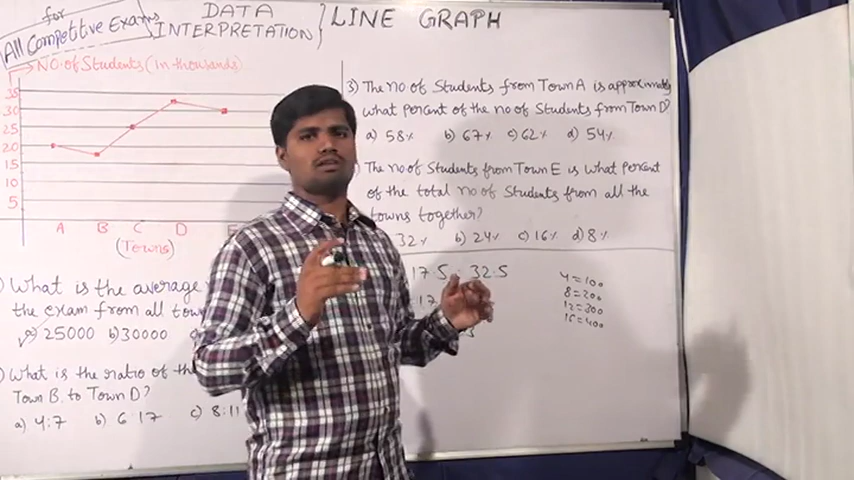 for
All Competitive Exams
DATA
INTERPRETATION
LINE GRAPH
NO. of Students (in thousands)
35
30
25
20
15
10
5
A B C D E
(Towns)
3) The no of Students from Town A is approximately
what percent of the no of Students from Town D?
a) 58% b) 67% c) 62% d) 54%
The no. of Students from Town E is what Percent
of the total no of Students from all the
towns together?
32% b) 24% c) 16% d) 8%
) What is the average
the exam from all
a) 25000 b) 30000
) What is the ratio of the
Town B. to Town D?
a) 4:7 b) 6:17 c) 8:11
17.5 : 32.5
17
4 = 100
8 = 200
12 = 300
16 = 400